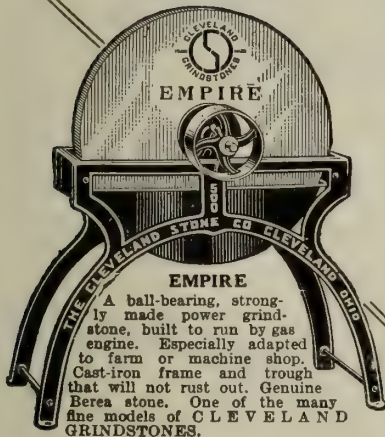 CLEVELAND
GRINDSTONES
EMPIRE
500
THE CLEVELAND STONE CO CLEVELAND OHIO
EMPIRE
A ball-bearing, strong-
ly made power grind-
stone, built to run by gas
engine. Especially adapted
to farm or machine shop.
Cast-iron frame and trough
that will not rust out. Genuine
Berea stone. One of the many
fine models of CLEVELAND
GRINDSTONES.